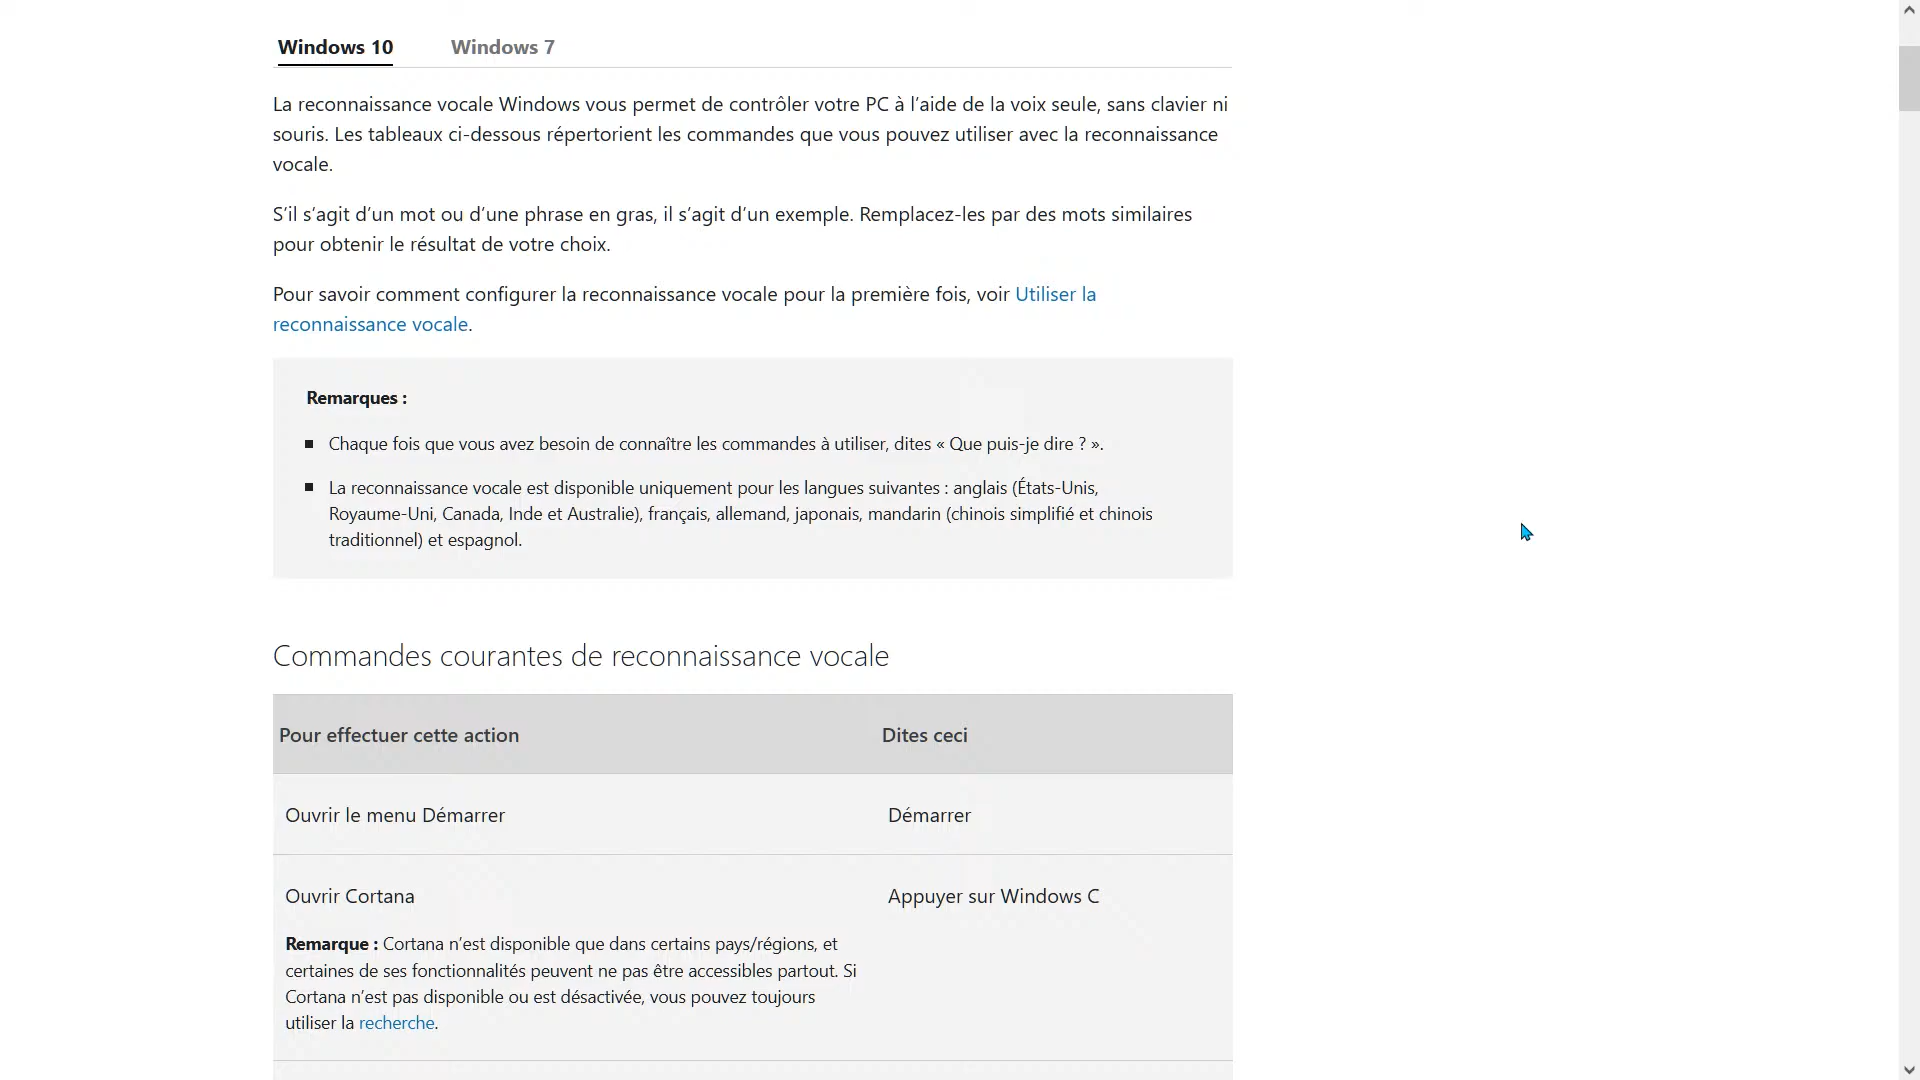 Windows 10 Windows 7
La reconnaissance vocale Windows vous permet de contrôler votre PC à l’aide de la voix seule, sans clavier ni
souris. Les tableaux ci-dessous répertorient les commandes que vous pouvez utiliser avec la reconnaissance
vocale.
S’il s’agit d’un mot ou d’une phrase en gras, il s’agit d’un exemple. Remplacez-les par des mots similaires
pour obtenir le résultat de votre choix.
Pour savoir comment configurer la reconnaissance vocale pour la première fois, voir Utiliser la
reconnaissance vocale.
Remarques :
■ Chaque fois que vous avez besoin de connaître les commandes à utiliser, dites « Que puis-je dire ? ».
■ La reconnaissance vocale est disponible uniquement pour les langues suivantes : anglais (États-Unis,
Royaume-Uni, Canada, Inde et Australie), français, allemand, japonais, mandarin (chinois simplifié et chinois
traditionnel) et espagnol.
Commandes courantes de reconnaissance vocale
Pour effectuer cette action Dites ceci
Ouvrir le menu Démarrer Démarrer
Ouvrir Cortana Appuyer sur Windows C
Remarque : Cortana n’est disponible que dans certains pays/régions, et
certaines de ses fonctionnalités peuvent ne pas être accessibles partout. Si
Cortana n’est pas disponible ou est désactivée, vous pouvez toujours
utiliser la recherche.